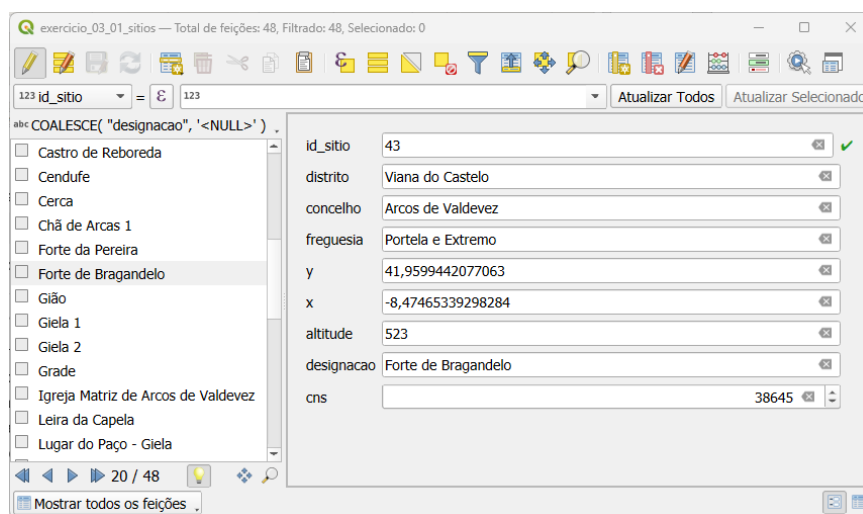 exercicio_03_01_sitios — Total de feições: 48, Filtrado: 48, Selecionado: 0
123 id_sitio = ε 123 Atualizar Todos Atualizar Selecionado
abc COALESCE( "designacao", '<NULL>' )
Castro de Reboreda
Cendufe
Cerca
Chã de Arcas 1
Forte da Pereira
Forte de Bragandelo
Gião
Giela 1
Giela 2
Grade
Igreja Matriz de Arcos de Valdevez
Leira da Capela
Lugar do Paço - Giela
20 / 48
Mostrar todos os feições
id_sitio 43
distrito Viana do Castelo
concelho Arcos de Valdevez
freguesia Portela e Extremo
y 41,9599442077063
x -8,47465339298284
altitude 523
designacao Forte de Bragandelo
cns 38645